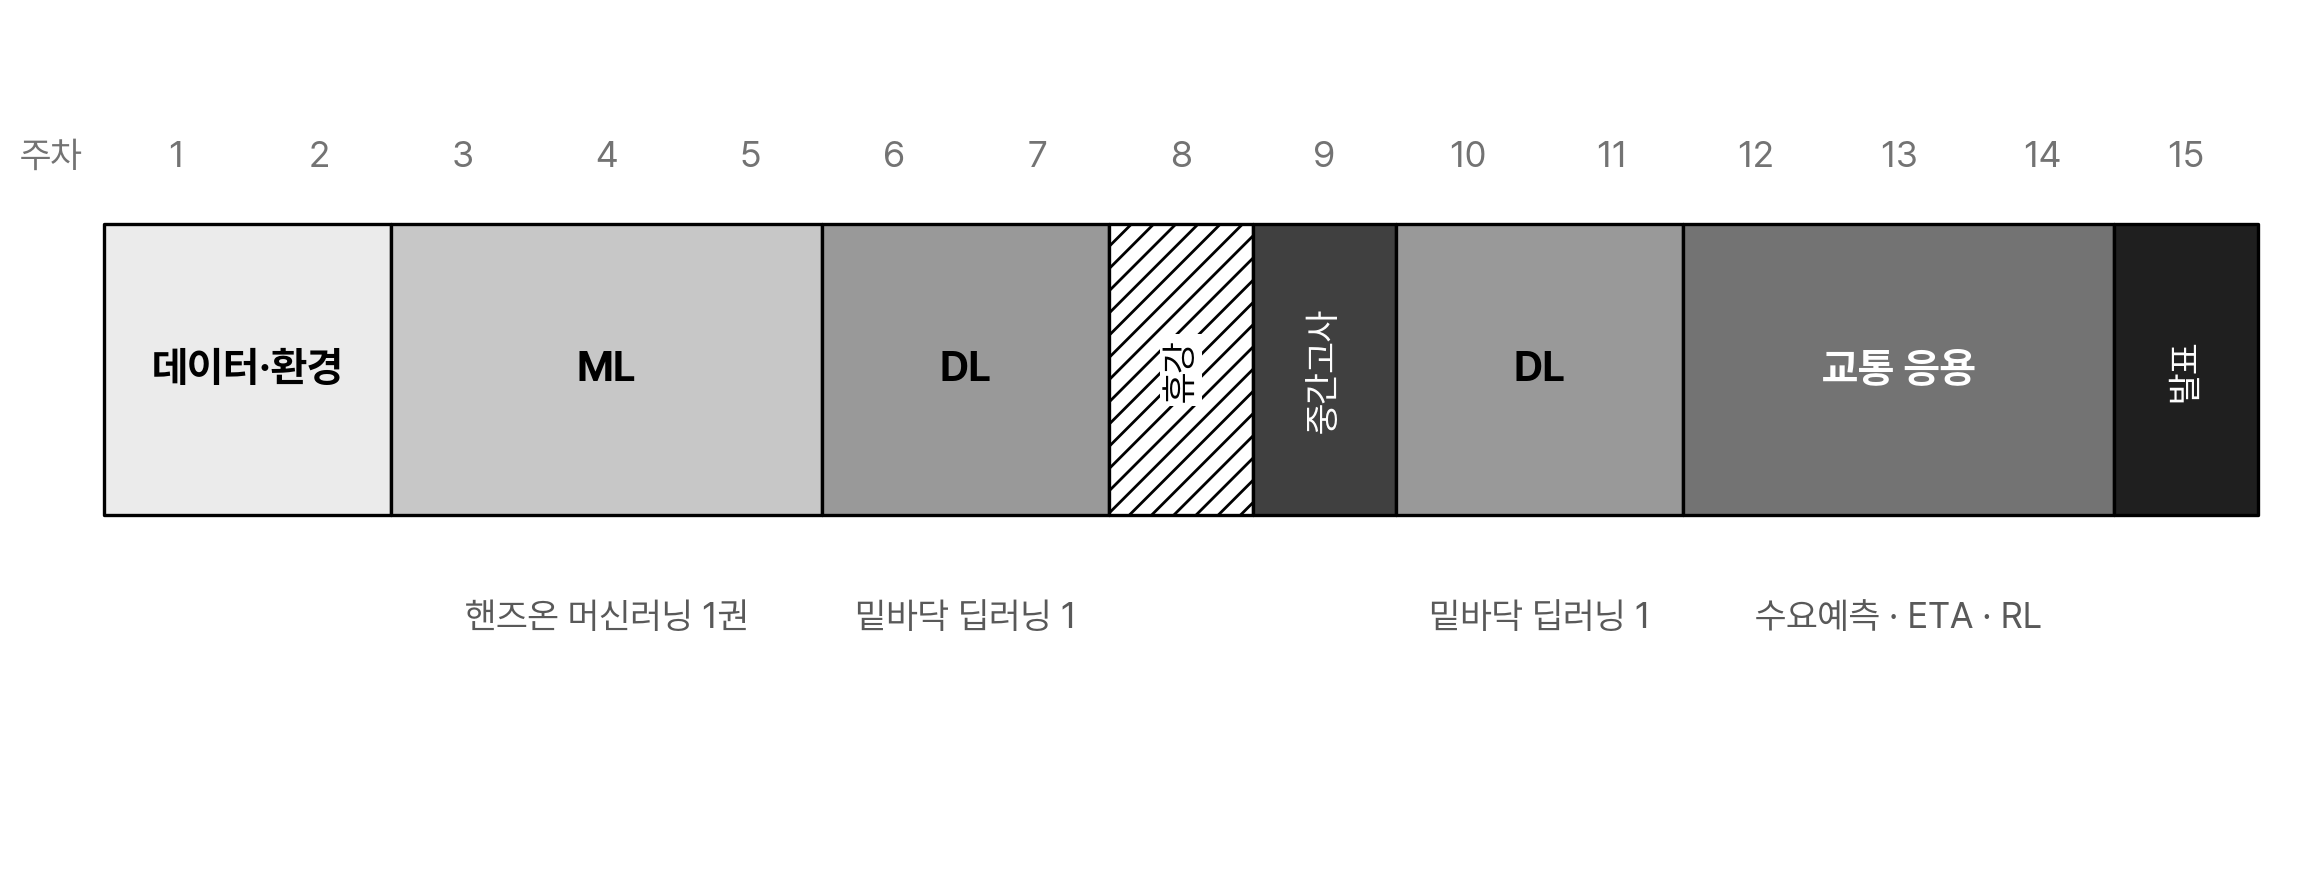 주차 1 2 3 4 5 6 7 8 9 10 11 12 13 14 15
데이터·환경 ML DL 휴강 중간고사 DL 교통 응용 발표
핸즈온 머신러닝 1권 밑바닥 딥러닝 1 밑바닥 딥러닝 1 수요예측 · ETA · RL